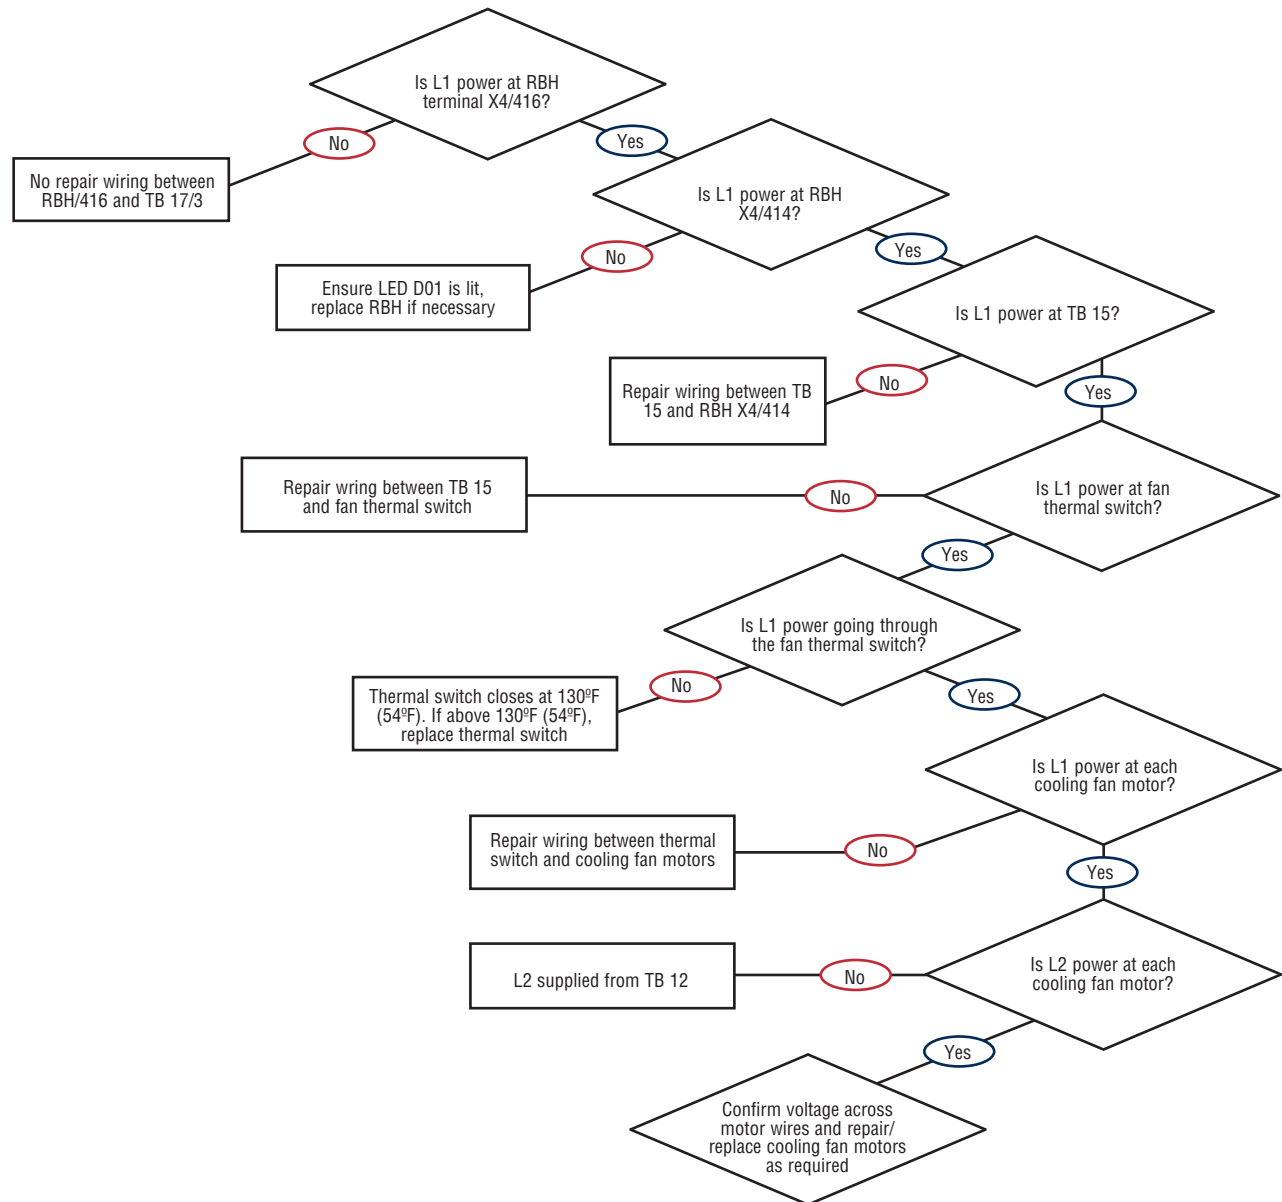 Is L1 power at RBH
terminal X4/416?
No
Yes
No repair wiring between
RBH/416 and TB 17/3
Is L1 power at RBH
X4/414?
No
Yes
Ensure LED D01 is lit,
replace RBH if necessary
Is L1 power at TB 15?
No
Yes
Repair wiring between TB
15 and RBH X4/414
Is L1 power at fan
thermal switch?
No
Repair wring between TB 15
and fan thermal switch
Yes
Is L1 power going through
the fan thermal switch?
No
Yes
Thermal switch closes at 130ºF
(54ºF). If above 130ºF (54ºF),
replace thermal switch
Is L1 power at each
cooling fan motor?
No
Repair wiring between thermal
switch and cooling fan motors
Yes
Is L2 power at each
cooling fan motor?
No
L2 supplied from TB 12
Yes
Confirm voltage across
motor wires and repair/
replace cooling fan motors
as required